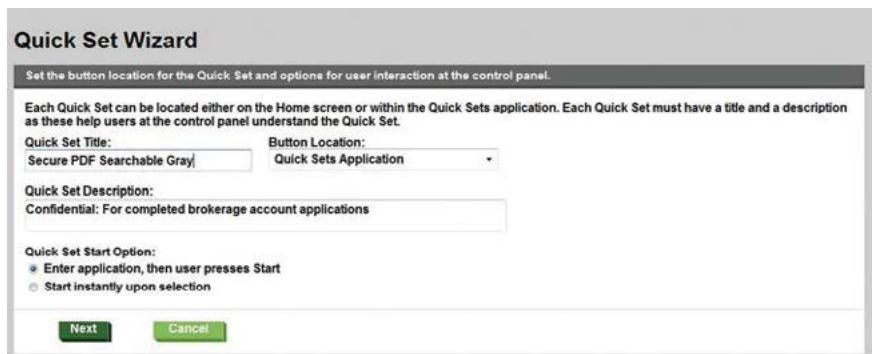 Quick Set Wizard
Set the button location for the Quick Set and options for user interaction at the control panel.
Each Quick Set can be located either on the Home screen or within the Quick Sets application. Each Quick Set must have a title and a description
as these help users at the control panel understand the Quick Set.
Quick Set Title: Button Location:
Secure PDF Searchable Gray Quick Sets Application
Quick Set Description:
Confidential: For completed brokerage account applications
Quick Set Start Option:
Enter application, then user presses Start
Start instantly upon selection
Next Cancel